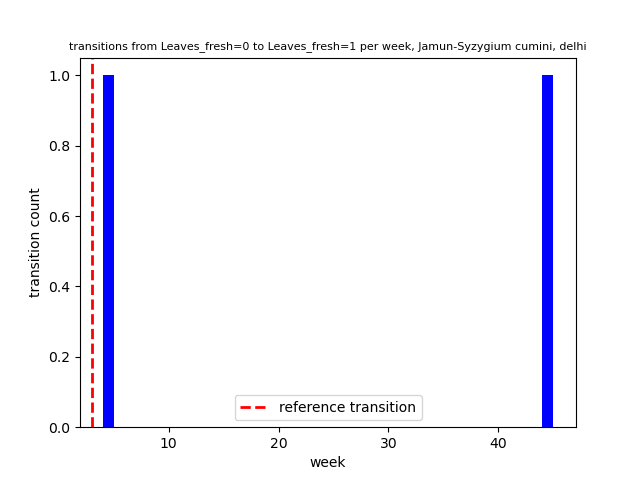 transitions from Leaves_fresh=0 to Leaves_fresh=1 per week, Jamun-Syzygium cumini, delhi
1.0
0.8
0.6
0.4
0.2
0.0
transition count
reference transition
10 20 30 40
week